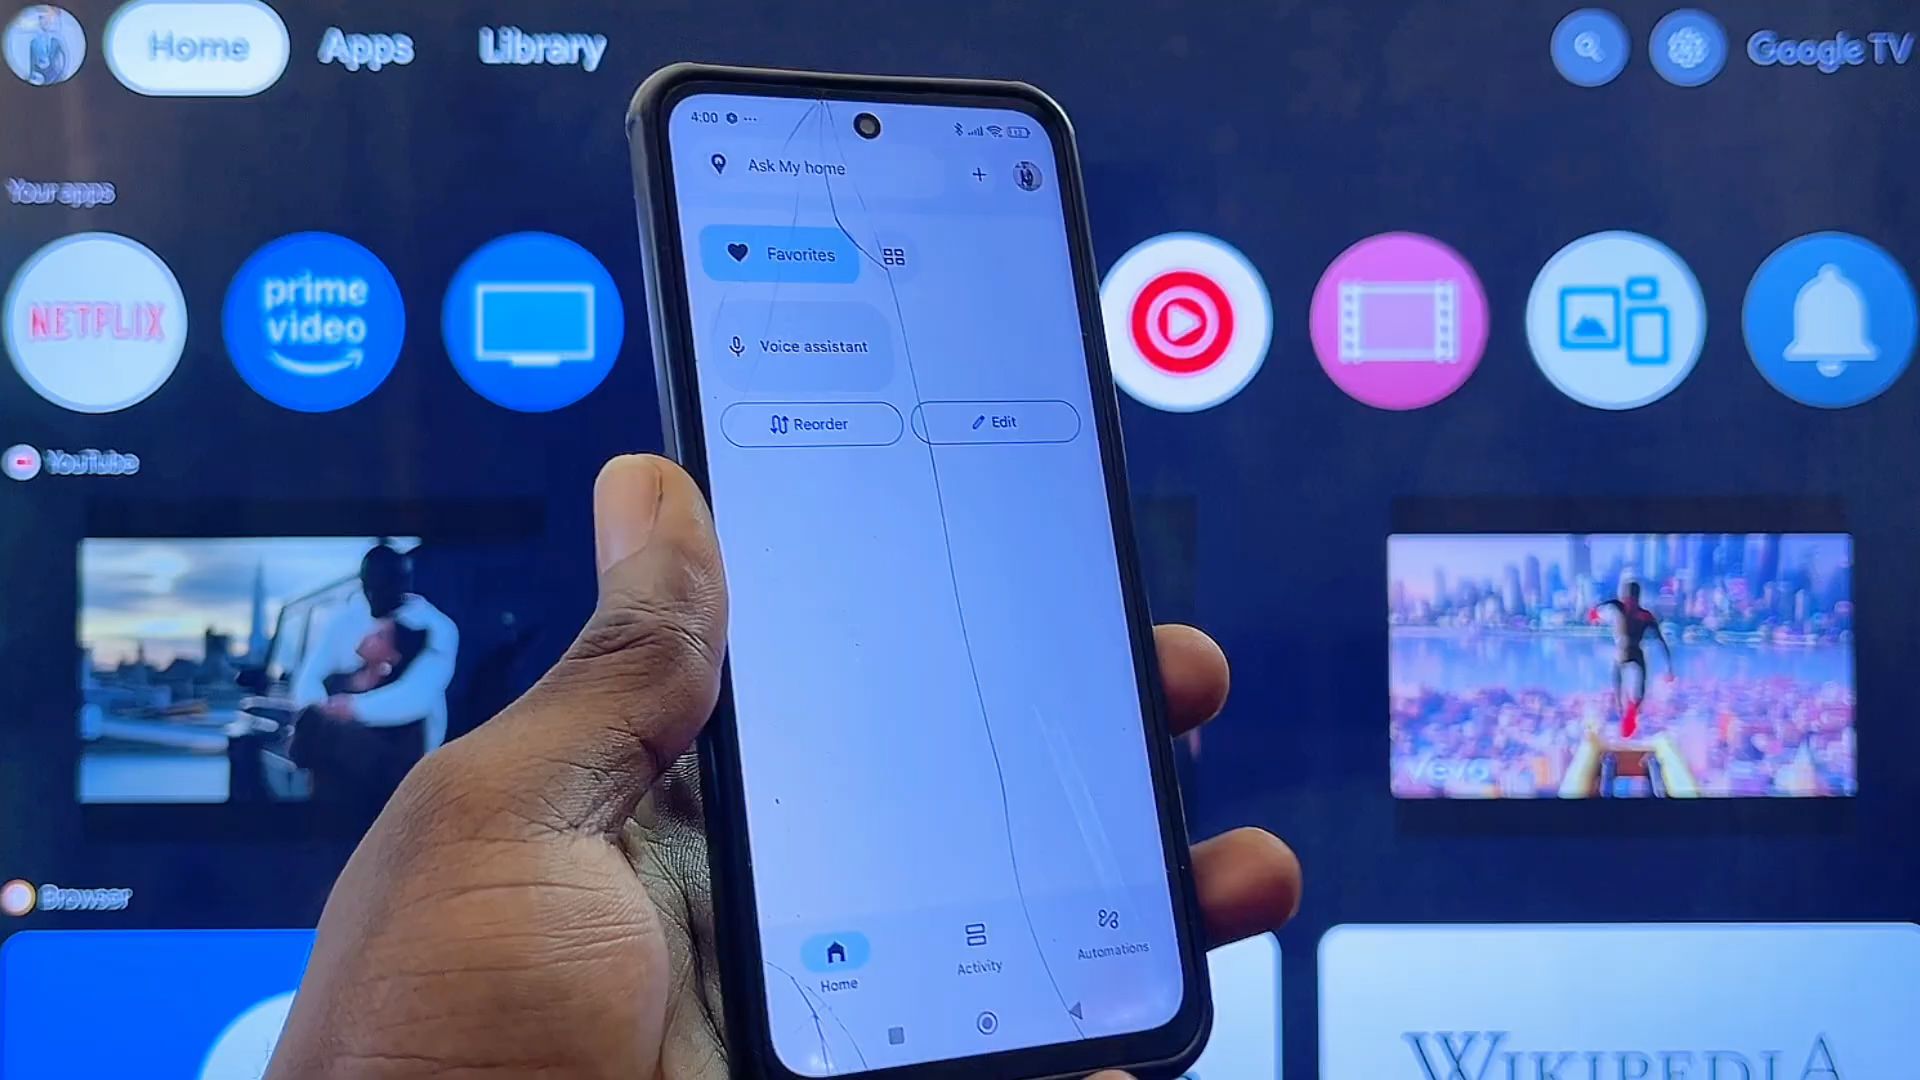 Home Apps Library
Google TV
Your apps
NETFLIX
prime
video
YouTube
vevo
Browser
WIKIPEDIA
4:00
Ask My home
Favorites
Voice assistant
Reorder
Edit
Home
Activity
Automations